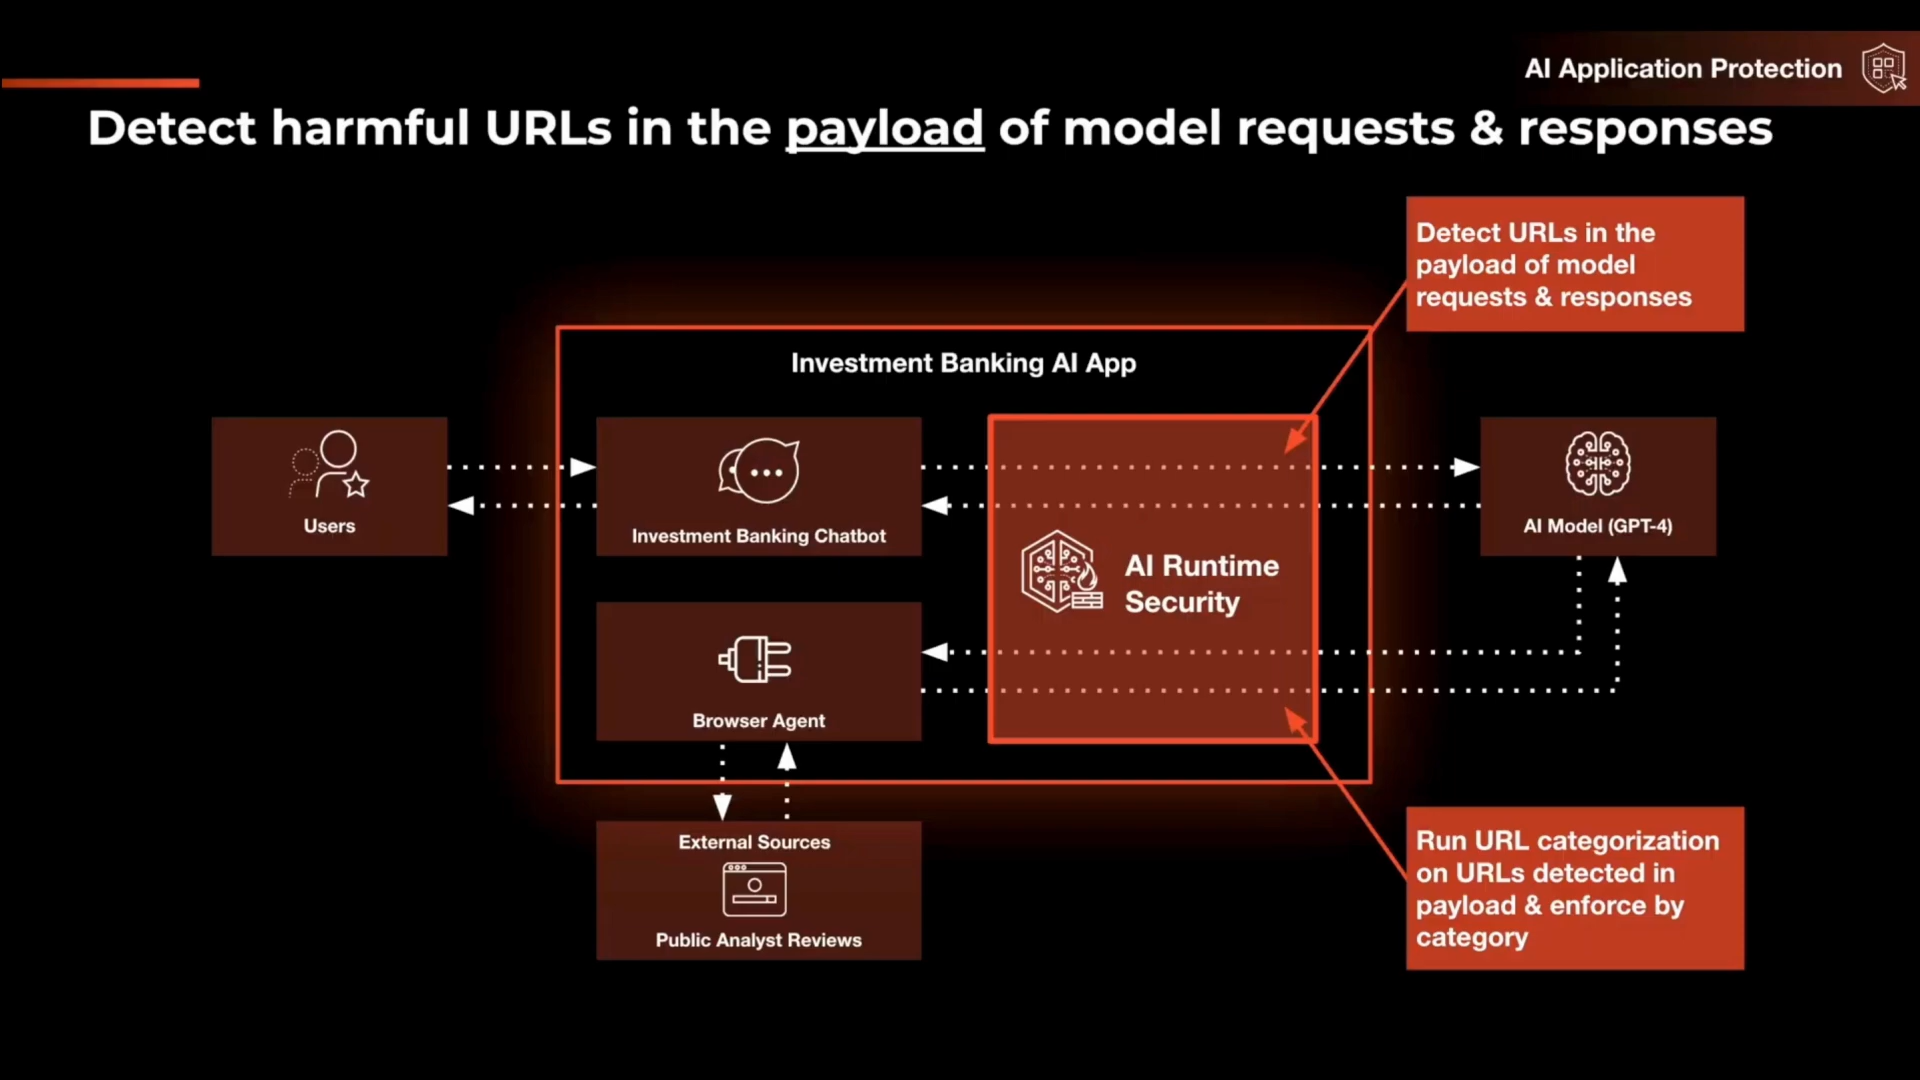 AI Application Protection
Detect harmful URLs in the payload of model requests & responses
Detect URLs in the
payload of model
requests & responses
Investment Banking AI App
Users
Investment Banking Chatbot
AI Runtime
Security
AI Model (GPT-4)
Browser Agent
External Sources
Public Analyst Reviews
Run URL categorization
on URLs detected in
payload & enforce by
category